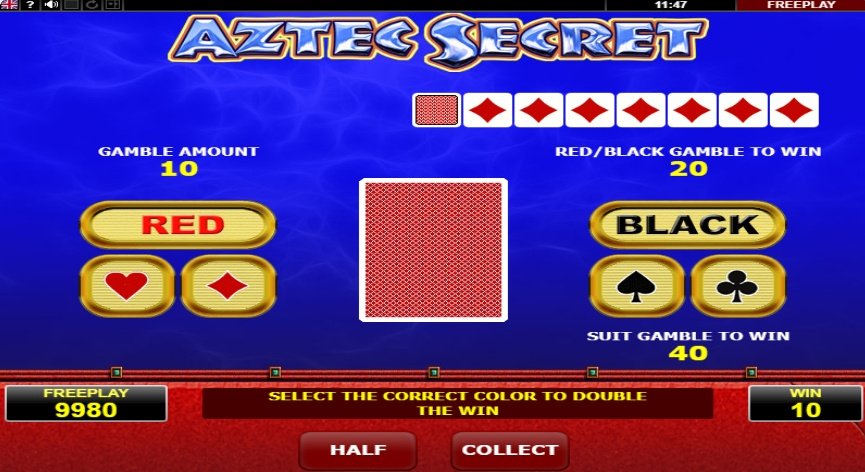 ?
11:47
FREEPLAY
AZTEC SECRET
GAMBLE AMOUNT
10
RED/BLACK GAMBLE TO WIN
20
RED
BLACK
SUIT GAMBLE TO WIN
40
FREEPLAY
9980
SELECT THE CORRECT COLOR TO DOUBLE
THE WIN
WIN
10
HALF
COLLECT